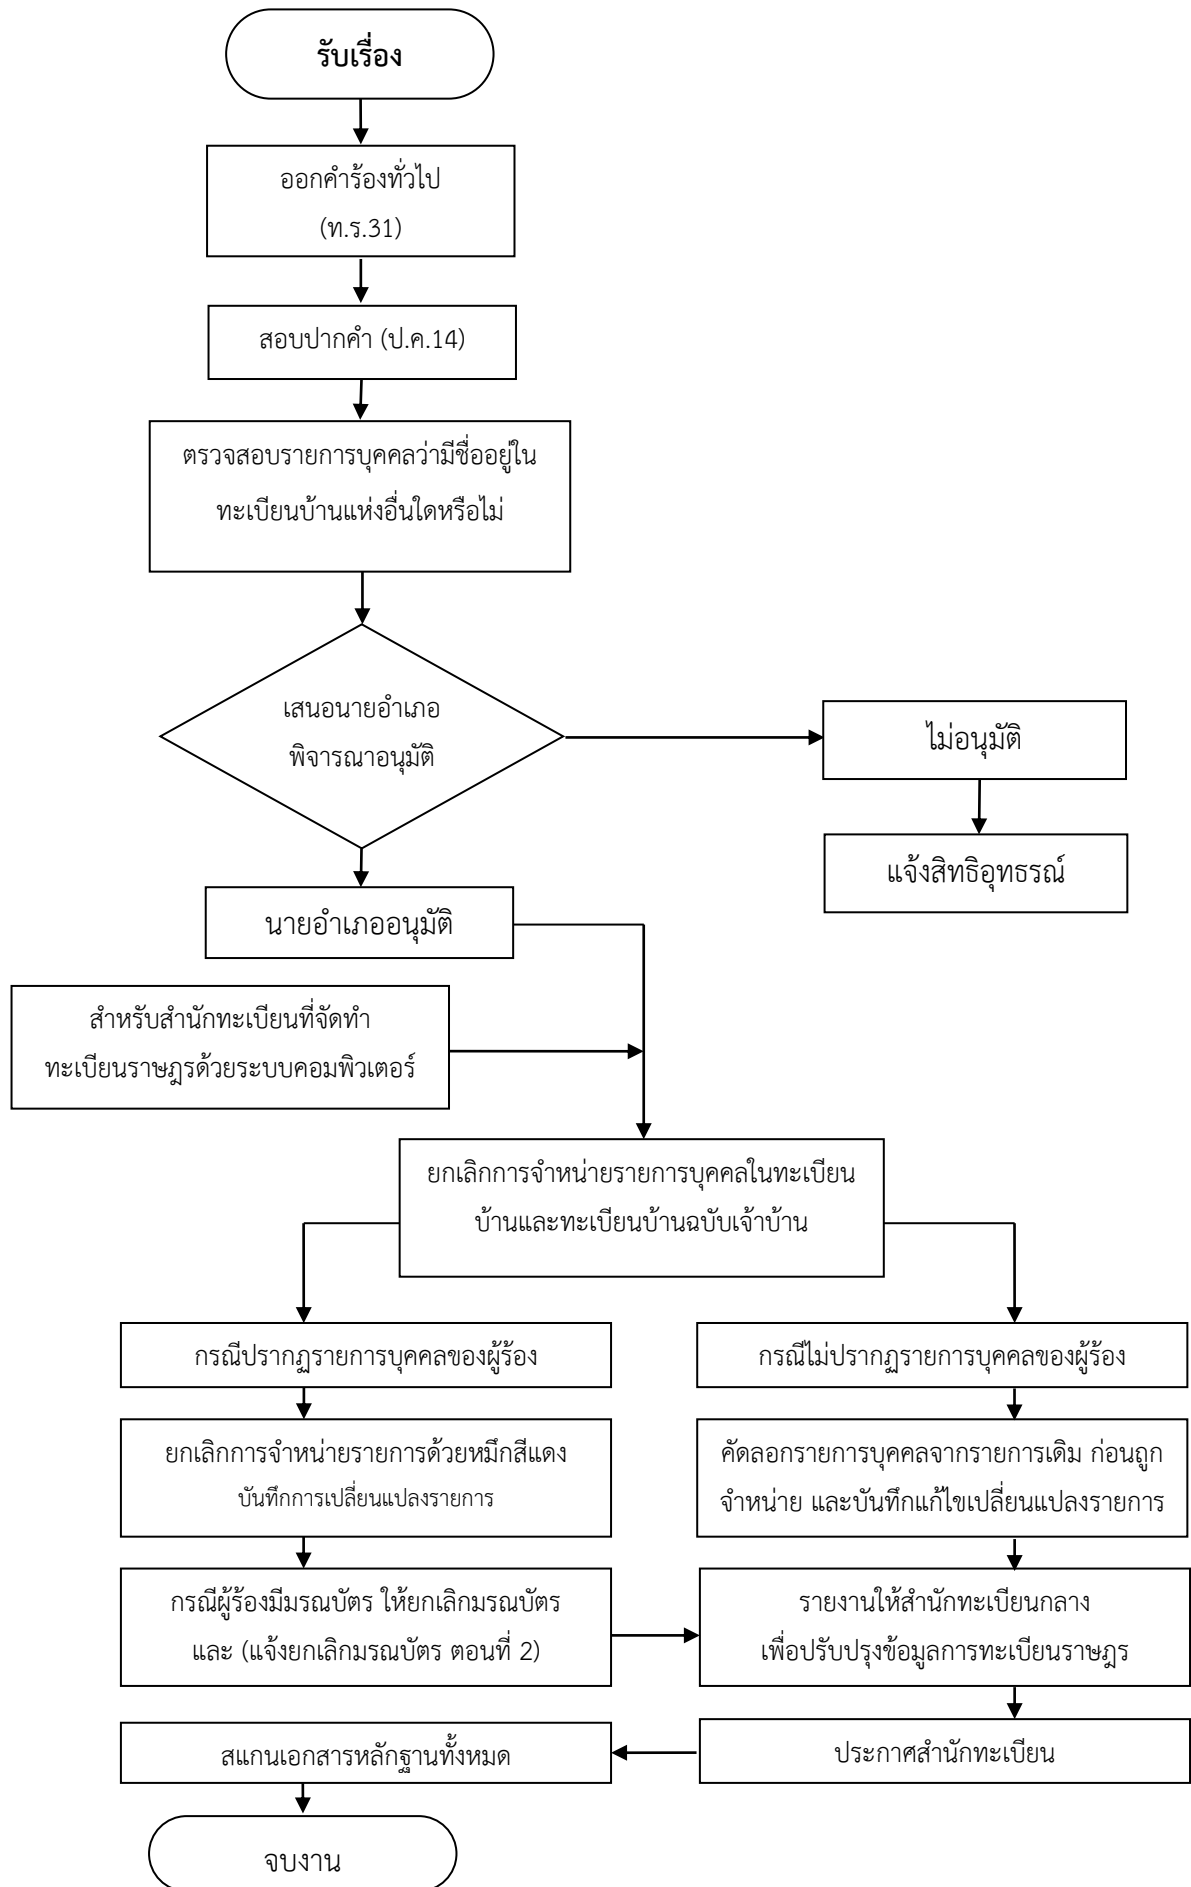 รับเรื่อง
ออกคำร้องทั่วไป
(ท.ร.31)
สอบปากคำ (ป.ค.14)
ตรวจสอบรายการบุคคลว่ามีชื่ออยู่ใน
ทะเบียนบ้านแห่งอื่นใดหรือไม่
เสนอนายอำเภอ
พิจารณาอนุมัติ
ไม่อนุมัติ
แจ้งสิทธิอุทธรณ์
นายอำเภออนุมัติ
สำหรับสำนักทะเบียนที่จัดทำ
ทะเบียนราษฎรด้วยระบบคอมพิวเตอร์
ยกเลิกการจำหน่ายรายการบุคคลในทะเบียน
บ้านและทะเบียนบ้านฉบับเจ้าบ้าน
กรณีปรากฏรายการบุคคลของผู้ร้อง
ยกเลิกการจำหน่ายรายการด้วยหมึกสีแดง
บันทึกการเปลี่ยนแปลงรายการ
กรณีผู้ร้องมีมรณบัตร ให้ยกเลิกมรณบัตร
และ (แจ้งยกเลิกมรณบัตร ตอนที่ 2)
กรณีไม่ปรากฏรายการบุคคลของผู้ร้อง
คัดลอกรายการบุคคลจากรายการเดิม ก่อนถูก
จำหน่าย และบันทึกแก้ไขเปลี่ยนแปลงรายการ
รายงานให้สำนักทะเบียนกลาง
เพื่อปรับปรุงข้อมูลการทะเบียนราษฎร
ประกาศสำนักทะเบียน
สแกนเอกสารหลักฐานทั้งหมด
จบงาน